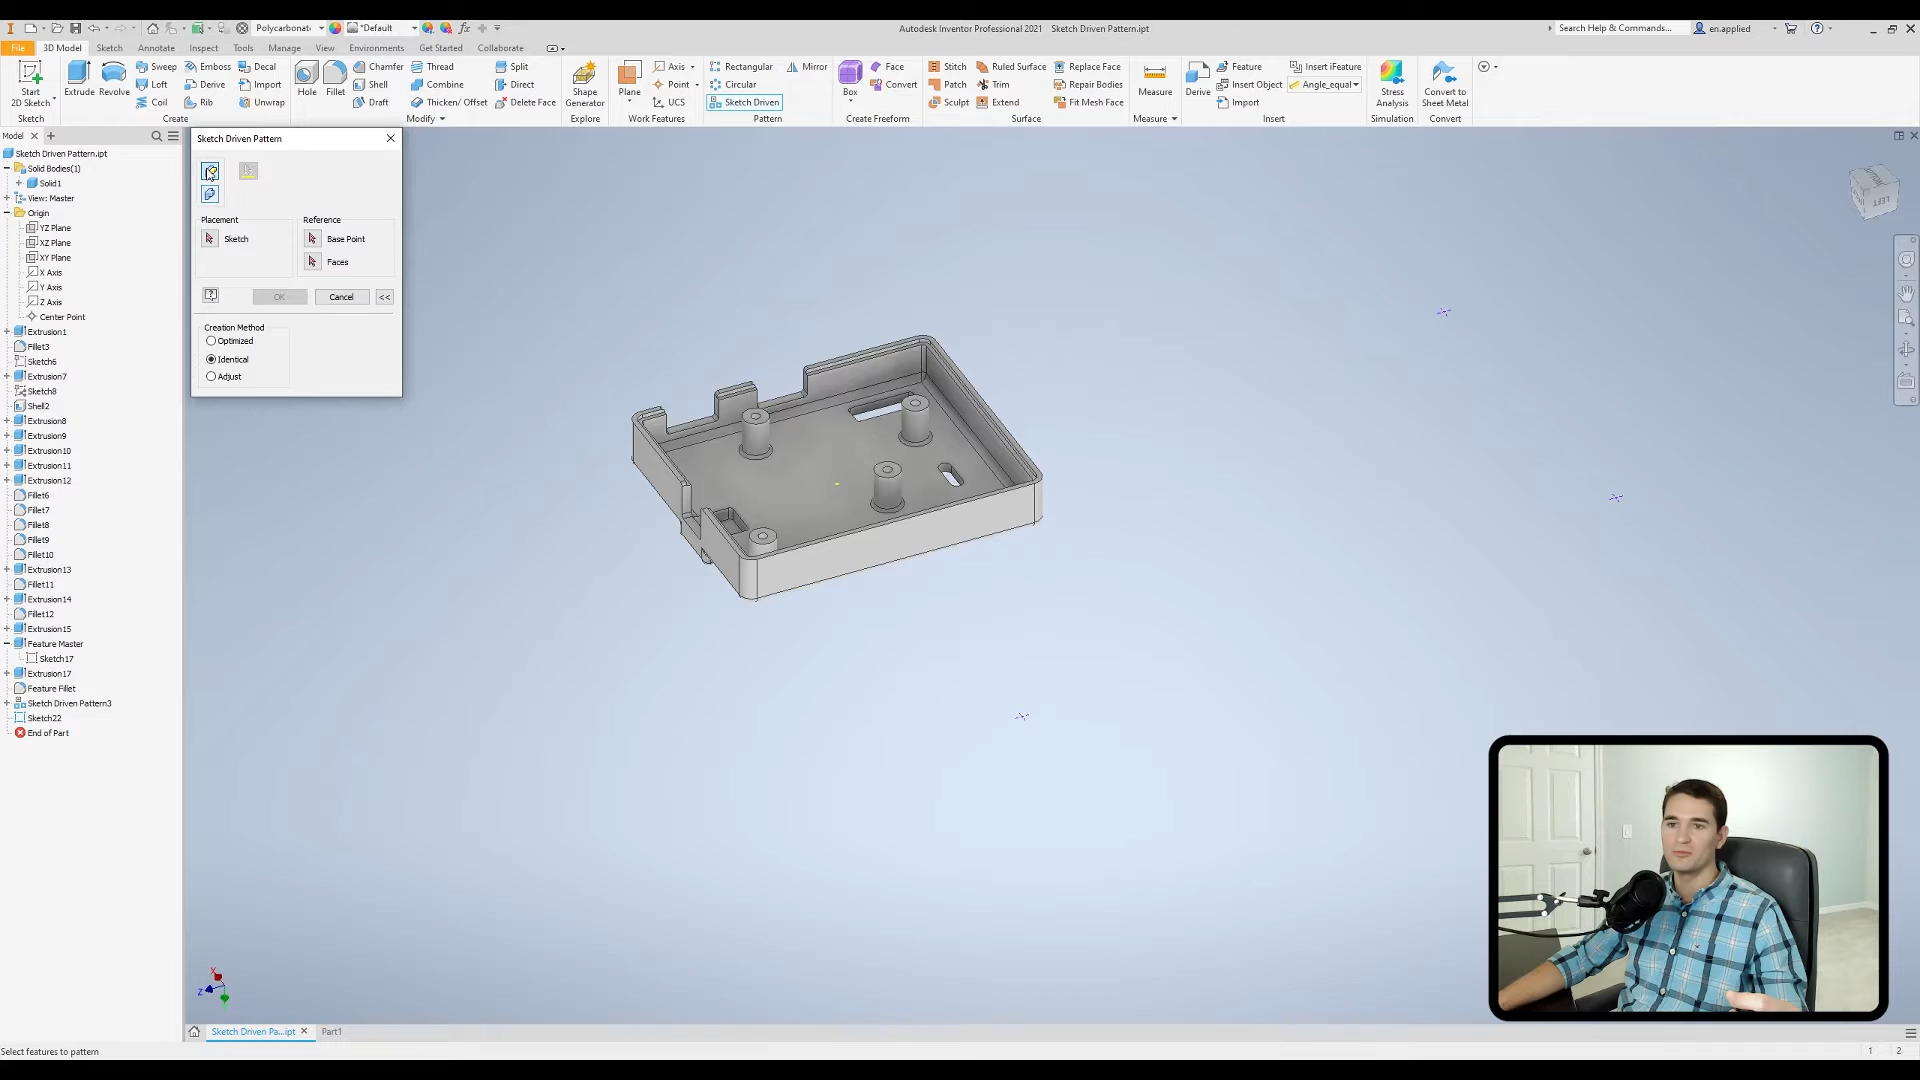 Polycarbonat
*Default
Autodesk Inventor Professional 2021 Sketch Driven Pattern.ipt
Search Help & Commands...
en.applied
File 3D Model Sketch Annotate Inspect Tools Manage View Environments Get Started Collaborate
Start
2D Sketch
Sketch
Extrude
Revolve
Sweep
Loft
Coil
Emboss
Derive
Rib
Decal
Import
Unwrap
Create
Hole
Fillet
Chamfer
Shell
Draft
Thread
Combine
Thicken/ Offset
Split
Direct
Delete Face
Modify
Shape
Generator
Explore
Plane
Axis
Point
UCS
Work Features
Rectangular
Circular
Sketch Driven
Mirror
Pattern
Box
Face
Convert
Create Freeform
Stitch
Patch
Sculpt
Ruled Surface
Trim
Extend
Replace Face
Repair Bodies
Fit Mesh Face
Surface
Measure
Measure
Derive
Feature
Insert Object
Import
Insert iFeature
Angle_equal
Insert
Stress
Analysis
Simulation
Convert to
Sheet Metal
Convert
Model
Sketch Driven Pattern.ipt
Solid Bodies(1)
Solid1
View: Master
Origin
YZ Plane
XZ Plane
XY Plane
X Axis
Y Axis
Z Axis
Center Point
Extrusion1
Fillet3
Sketch6
Extrusion7
Sketch8
Shell2
Extrusion8
Extrusion9
Extrusion10
Extrusion11
Extrusion12
Fillet6
Fillet7
Fillet8
Fillet9
Fillet10
Extrusion13
Fillet11
Extrusion14
Fillet12
Extrusion15
Feature Master
Sketch17
Extrusion17
Feature Fillet
Sketch Driven Pattern3
Sketch22
End of Part
Sketch Driven Pattern
Placement
Sketch
Reference
Base Point
Faces
OK
Cancel
<<
Creation Method
Optimized
Identical
Adjust
LEFT
X
Z
Sketch Driven Pa...ipt
Part1
Select features to pattern
1 2